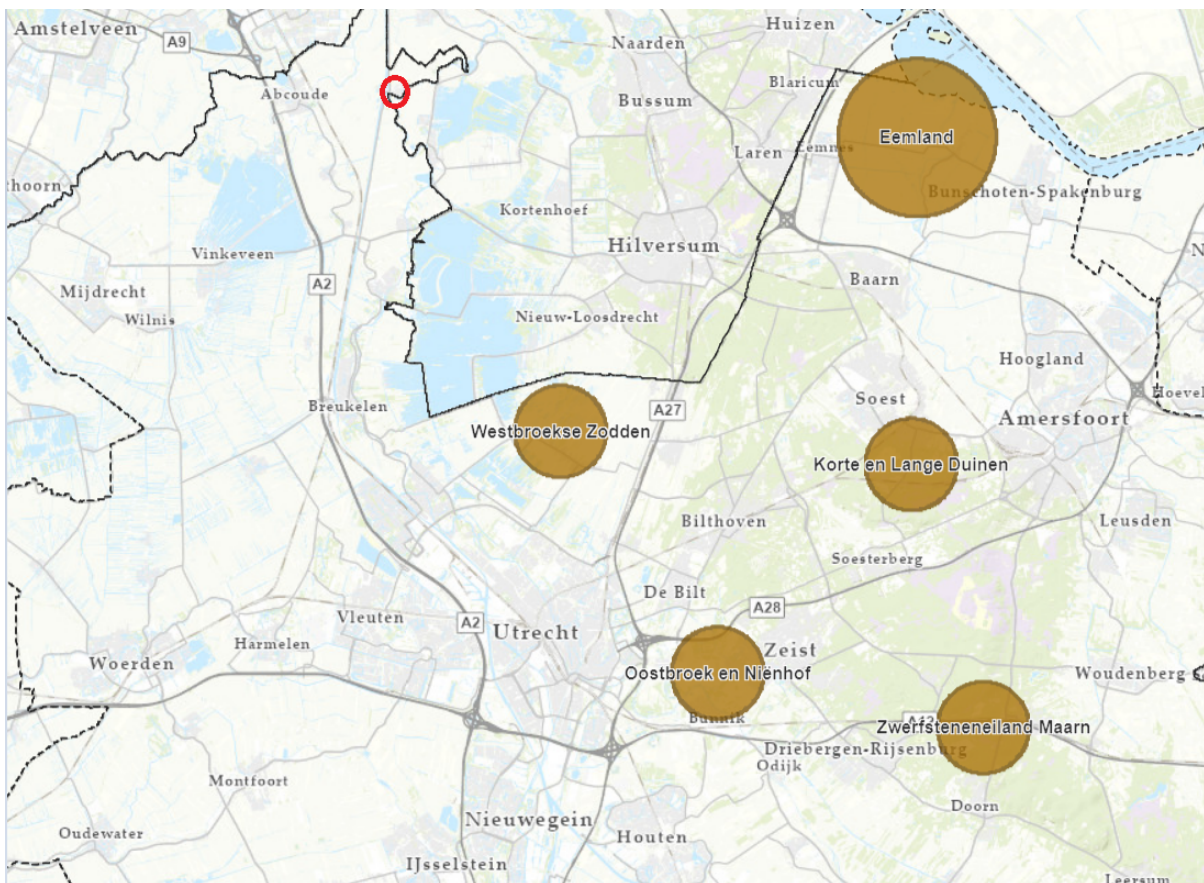 Amstelveen
Huizen
A9
Naarden
Abcoude
Blaricum
Bussum
Eemland
Laren
Eemnes
thoorn
Bunschoten-Spakenburg
Kortenhoef
Vinkeveen
Hilversum
A2
Baarn
Mijdrecht
Wilnis
Nieuw-Loosdrecht
Hoogland
Breukelen
Soest
Hoevel
A27
Amersfoort
Westbroekse Zodden
Korte en Lange Duinen
Bilthoven
Leusden
Soesterberg
De Bilt
A28
Vleuten
A2
Utrecht
Harmelen
Zeist
Woerden
Oostbroek en Niënhof
Woudenberg
Bunnik
A12
Zwerfsteneneiland Maarn
Driebergen-Rijsenburg
Odijk
Montfoort
Doorn
Nieuwegein
Oudewater
Houten
IJsselstein
Leersum